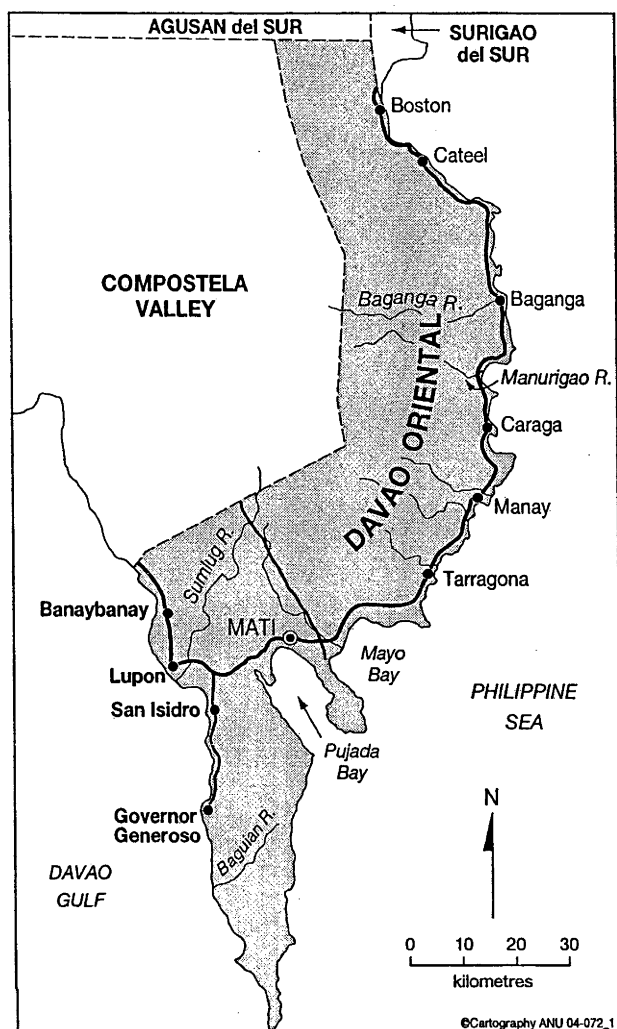 AGUSAN del SUR
SURIGAO
del SUR
Boston
Cateel
COMPOSTELA
VALLEY
Baganga R.
Baganga
Manurigao R.
Caraga
DAVAO ORIENTAL
Manay
Sumlug R.
Tarragona
Banaybanay
MATI
Mayo
Bay
Lupon
PHILIPPINE
SEA
San Isidro
Pujada
Bay
N
Governor
Generoso
Baguian R.
DAVAO
GULF
0 10 20 30
kilometres
©Cartography ANU 04-072_1